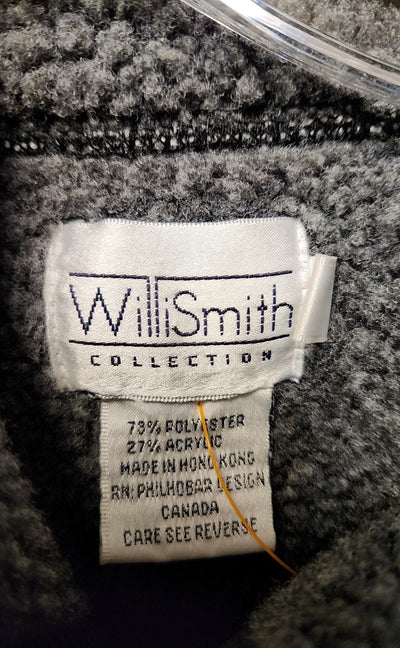 WilliSmith
COLLECTION
73% POLYESTER
27% ACRYLIC
MADE IN HONG KONG
RN: PHILHOBAR DESIGN
CANADA
CARE SEE REVERSE